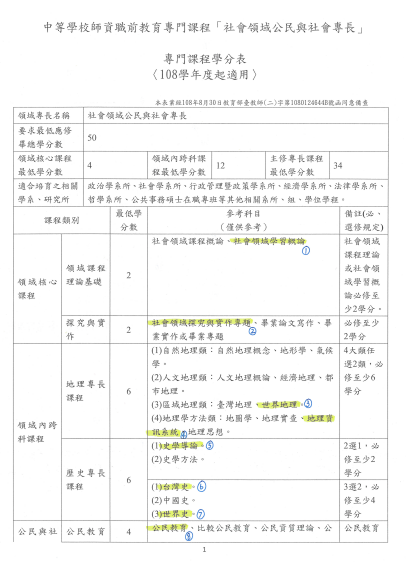 中等學校師資職前教育專門課程「社會領域公民與社會專長」
專門課程學分表
〈108學年度起適用〉
本表業經108年8月30日教育部臺教師(二)字第1080124644B號函同意備查
領域專長名稱 社會領域公民與社會專長
要求最低應修畢總學分數 50
領域核心課程最低學分數 4 領域內跨科課程最低學分數 12 主修專長課程最低學分數 34
適合培育之相關學系、研究所 政治學系所、社會學系所、行政管理暨政策學系所、經濟學系所、法律學系所、
哲學系所、公共事務碩士在職專班等其他相關系所、組、學位學程。
課程類別 最低學分數 參考科目(僅供參考) 備註(必、選修規定)
領域核心課程
領域課程理論基礎 2 社會領域課程概論、社會領域學習概論 ①
社會領域課程理論或社會領域學習概論必修至少2學分。
探究與實作 2 社會領域探究與實作專題、畢業論文寫作、畢
業實作或畢業專題 ②
必修至少2學分
領域內跨科課程
地理專長課程 6
(1)自然地理類：自然地理概念、地形學、氣候
學。
(2)人文地理類：人文地理概論、經濟地理、都
市地理。
(3)區域地理類：臺灣地理、世界地理。③
(4)地理學方法類：地圖學、地理實查、地理資
訊系統、④地理思想。
4大類任選2類，必修至少6學分
歷史專長課程 6
(1)史學導論。⑤
(2)史學方法。
2選1，必修至少2學分
(1)台灣史。⑥
(2)中國史。
(3)世界史。⑦
3選2，必修至少4學分
公民與社 公民教育 4 公民教育、比較公民教育、公民資質理論、公 公民教育
⑧
1